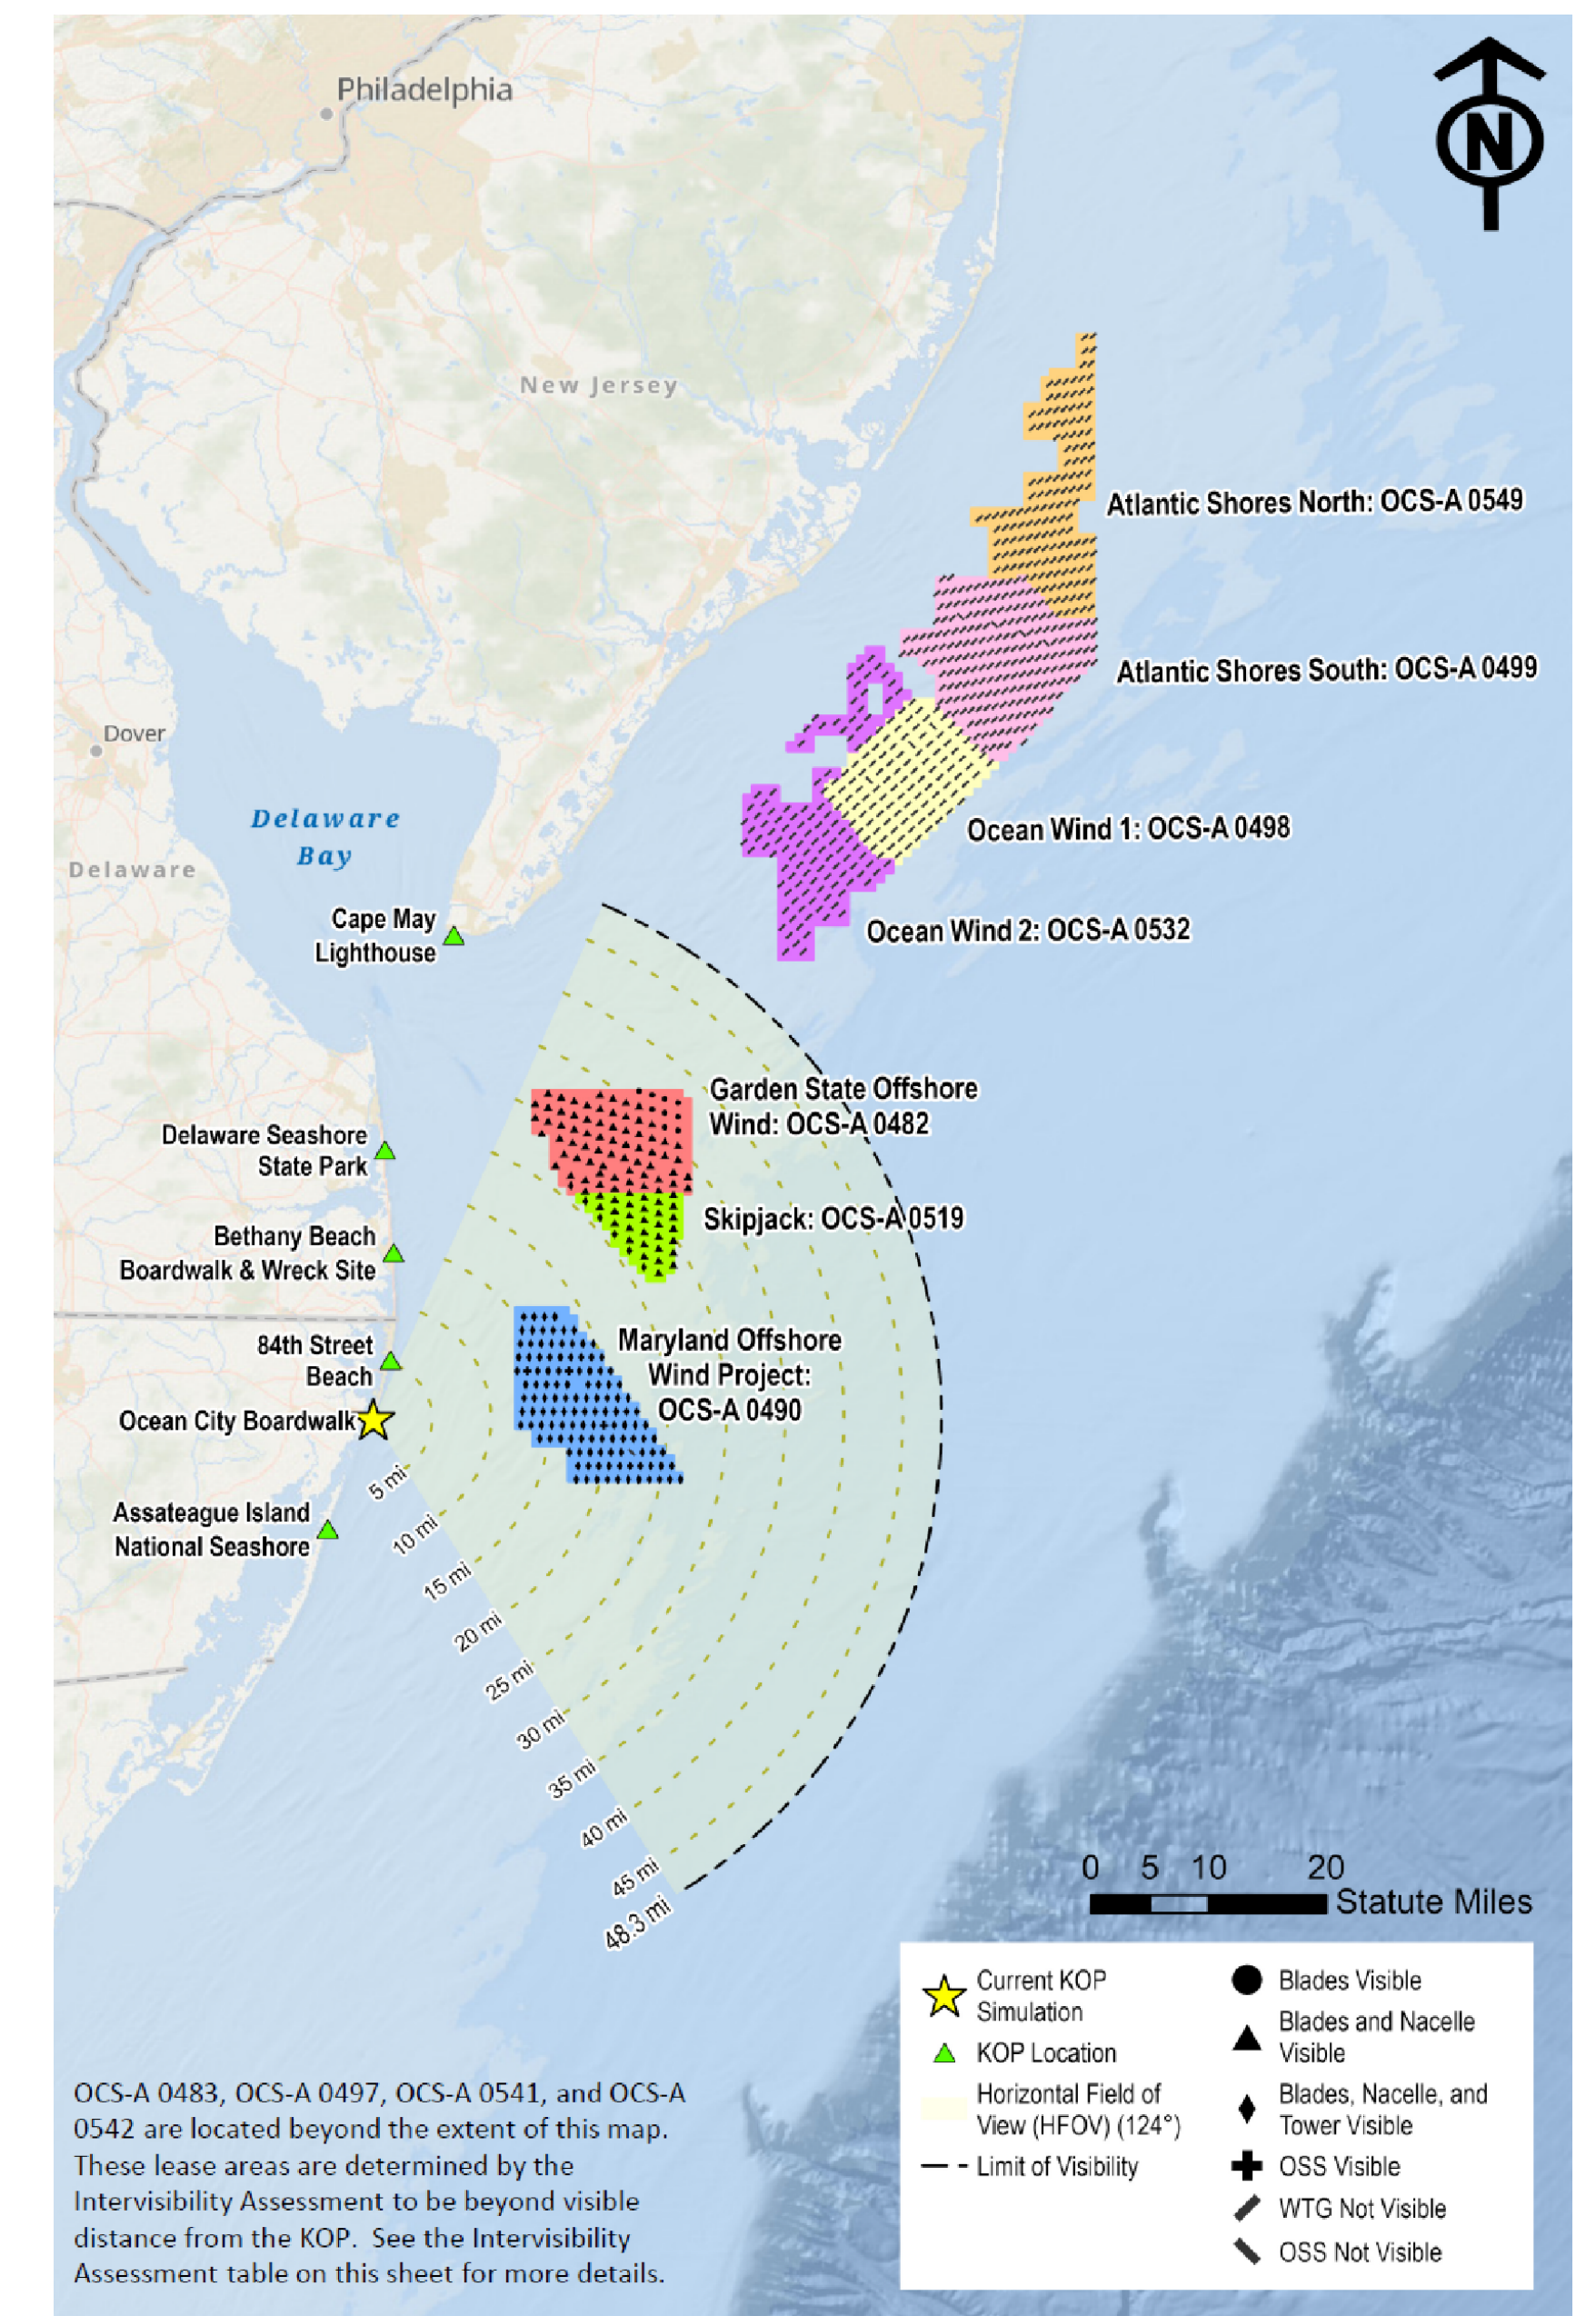 Philadelphia
N
New Jersey
Atlantic Shores North: OCS-A 0549
Atlantic Shores South: OCS-A 0499
Dover
Delaware
Bay
Delaware
Ocean Wind 1: OCS-A 0498
Cape May
Lighthouse
Ocean Wind 2: OCS-A 0532
Garden State Offshore
Wind: OCS-A 0482
Delaware Seashore
State Park
Skipjack: OCS-A 0519
Bethany Beach
Boardwalk & Wreck Site
Maryland Offshore
Wind Project:
OCS-A 0490
84th Street
Beach
Ocean City Boardwalk
Assateague Island
National Seashore
5 mi
10 mi
15 mi
20 mi
25 mi
30 mi
35 mi
40 mi
45 mi
48.3 mi
0 5 10 20
Statute Miles
Current KOP
Simulation
KOP Location
Horizontal Field of
View (HFOV) (124°)
Limit of Visibility
Blades Visible
Blades and Nacelle
Visible
Blades, Nacelle, and
Tower Visible
OSS Visible
WTG Not Visible
OSS Not Visible
OCS-A 0483, OCS-A 0497, OCS-A 0541, and OCS-A
0542 are located beyond the extent of this map.
These lease areas are determined by the
Intervisibility Assessment to be beyond visible
distance from the KOP.  See the Intervisibility
Assessment table on this sheet for more details.